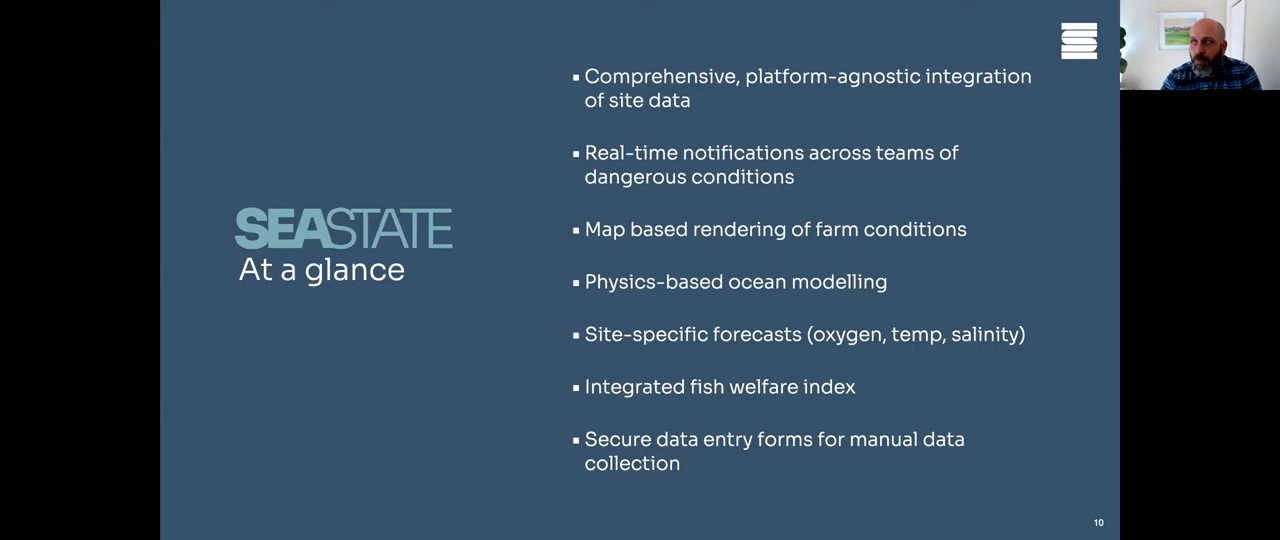 SEASTATE
At a glance
▪ Comprehensive, platform-agnostic integration
of site data
▪ Real-time notifications across teams of
dangerous conditions
▪ Map based rendering of farm conditions
▪ Physics-based ocean modelling
▪ Site-specific forecasts (oxygen, temp, salinity)
▪ Integrated fish welfare index
▪ Secure data entry forms for manual data
collection
10